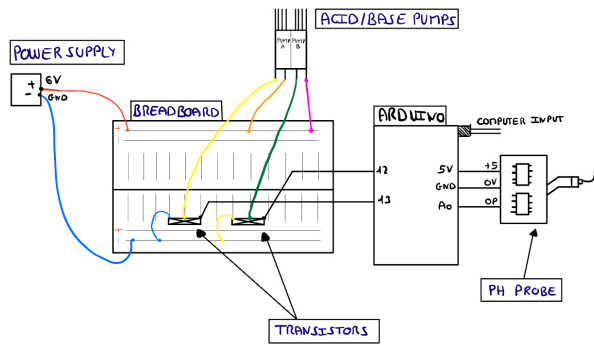 ACID/BASE PUMPS
POWER SUPPLY
PUMP A
PUMP B
+ 6V
- GND
BREADBOARD
ARDUINO
COMPUTER INPUT
+
-
12
13
5V +5
GND 0V
A0 OP
+
-
PH PROBE
TRANSISTORS